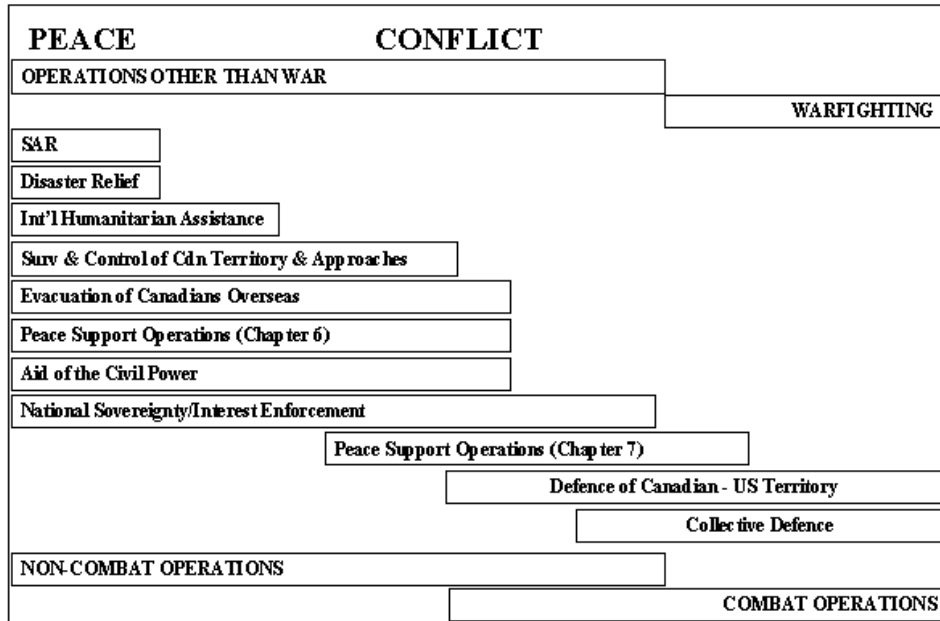 PEACE CONFLICT
OPERATIONS OTHER THAN WAR
WARFIGHTING
SAR
Disaster Relief
Int'l Humanitarian Assistance
Surv & Control of Cdn Territory & Approaches
Evacuation of Canadians Overseas
Peace Support Operations (Chapter 6)
Aid of the Civil Power
National Sovereignty/Interest Enforcement
Peace Support Operations (Chapter 7)
Defence of Canadian - US Territory
Collective Defence
NON-COMBAT OPERATIONS
COMBAT OPERATIONS